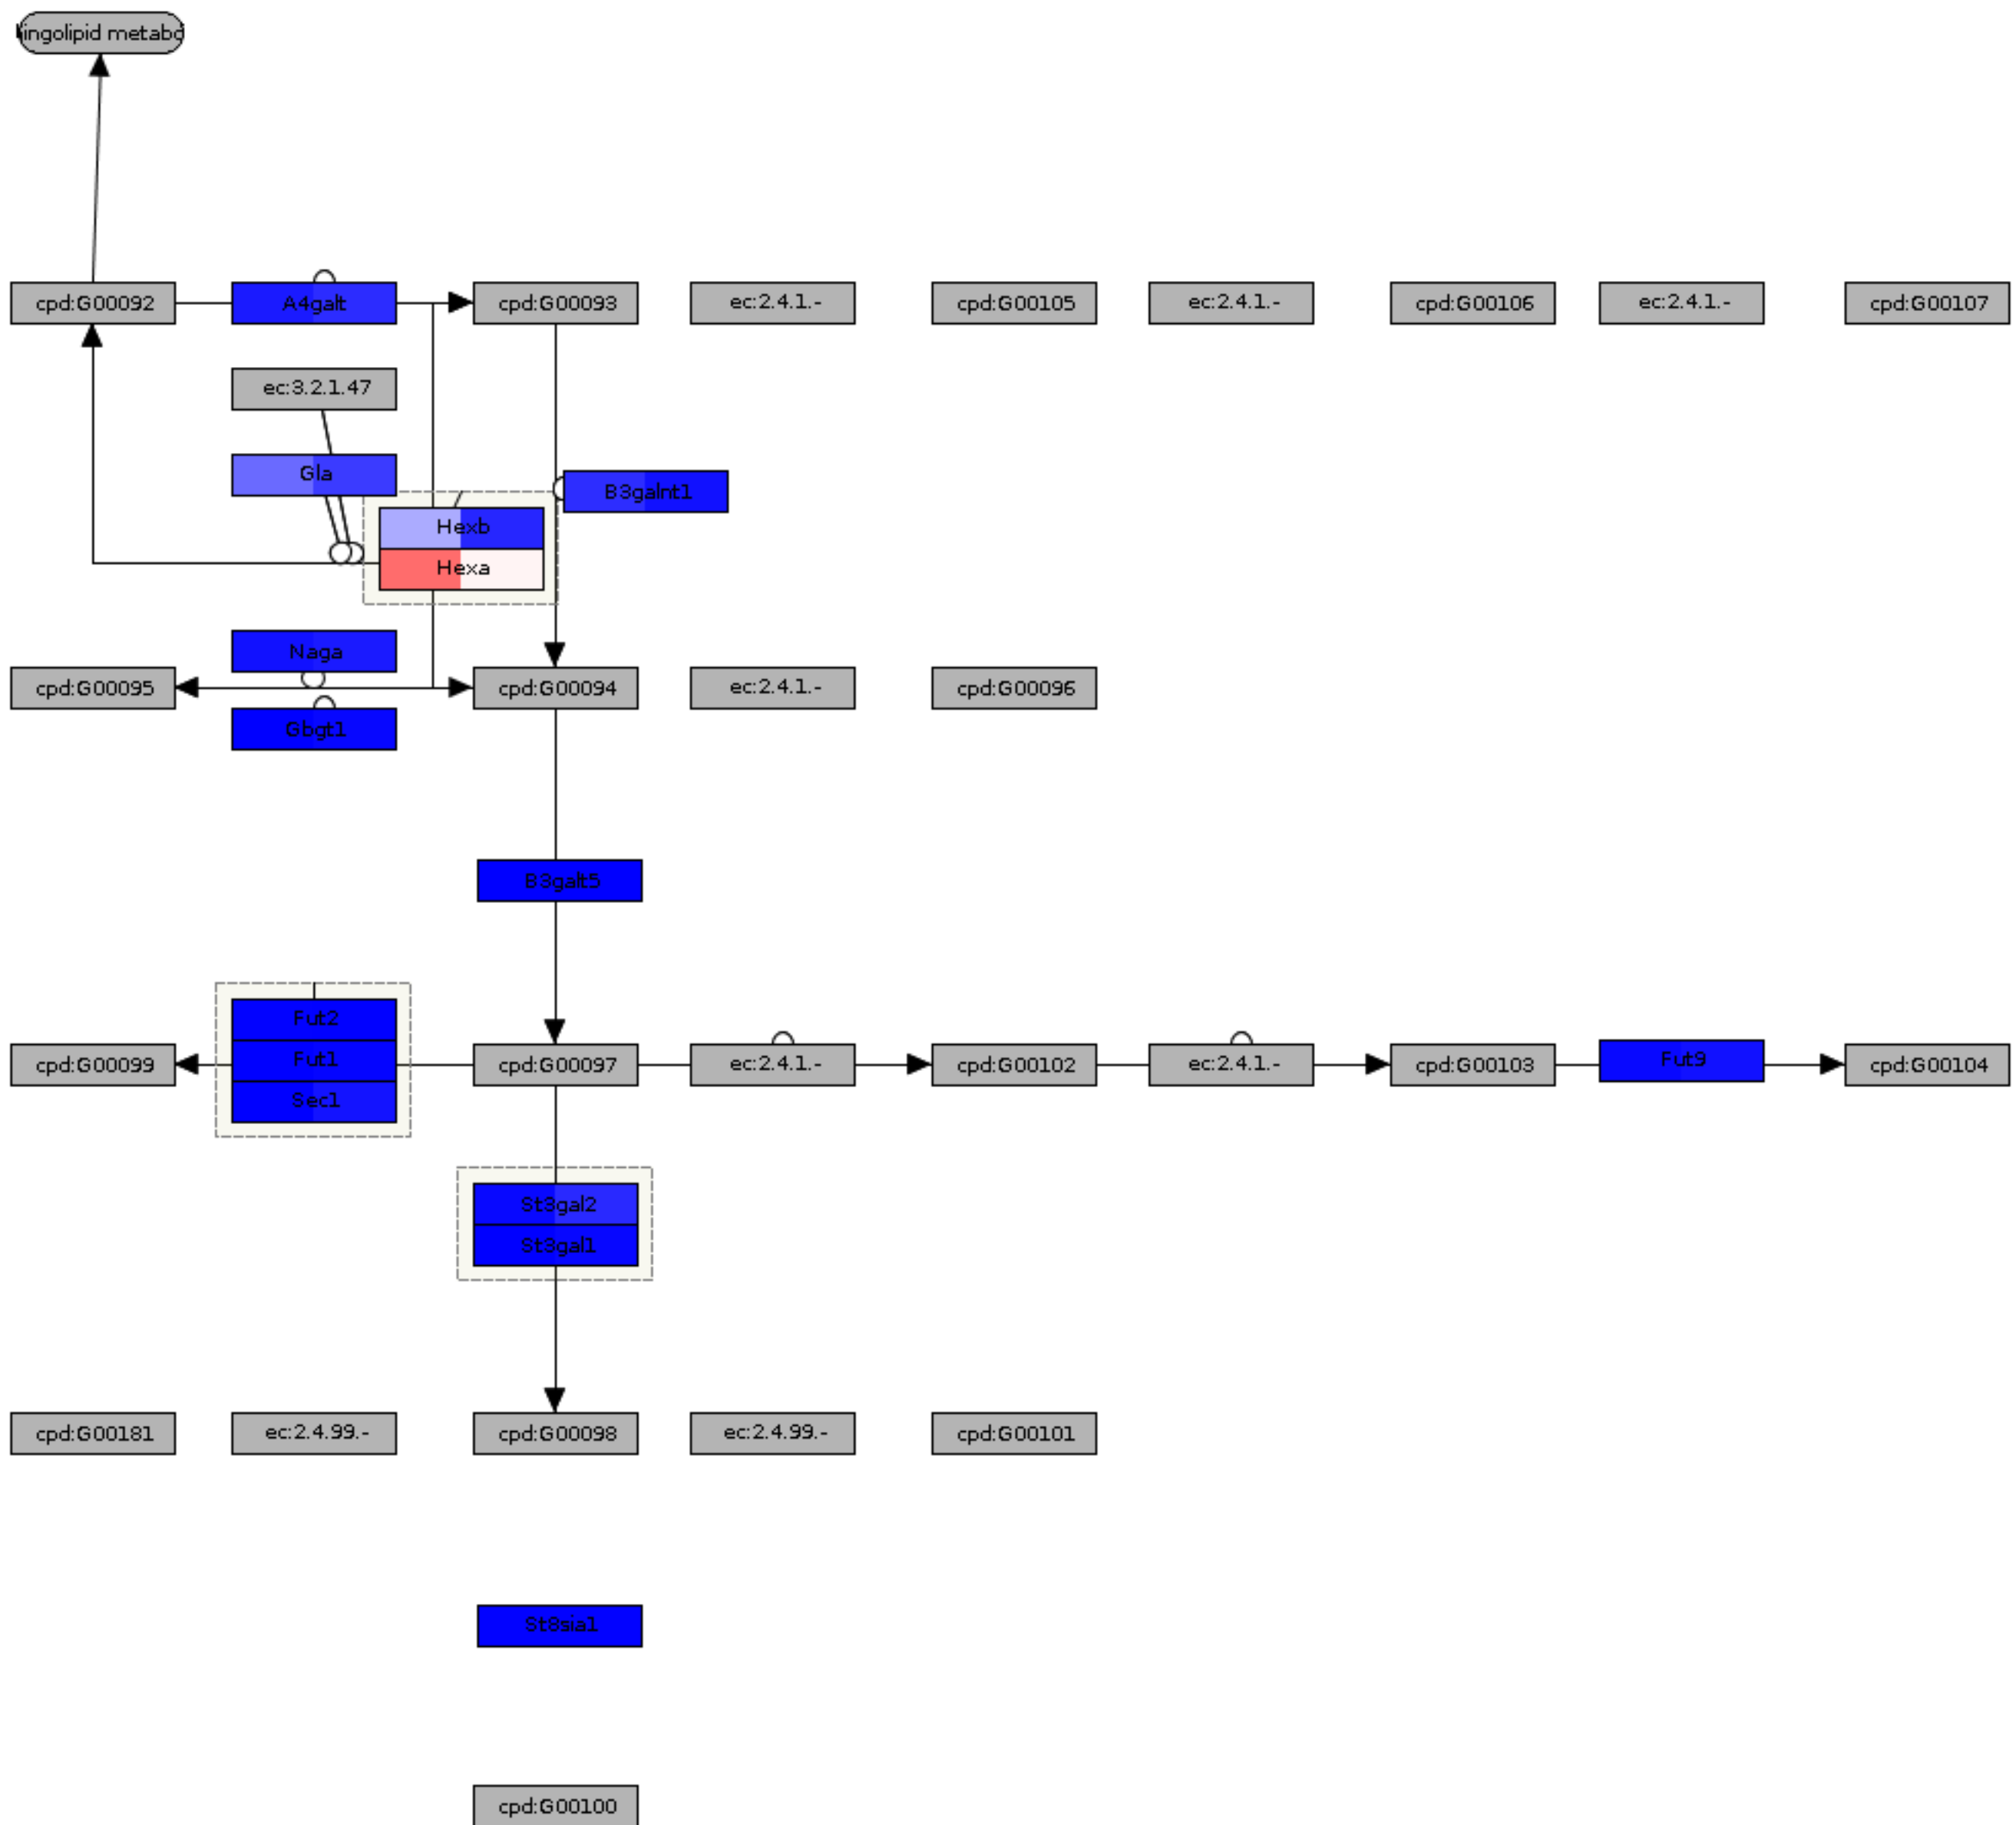 ingolipid metabo
cpd:G00092 A4galt cpd:G00093 ec:2.4.1.- cpd:G00105 ec:2.4.1.- cpd:G00106 ec:2.4.1.- cpd:G00107
ec:3.2.1.47
Gla
B3galnt1
Hexb
Hexa
Naga
cpd:G00095 cpd:G00094 ec:2.4.1.- cpd:G00096
Gbgt1
B3galt5
Fut2
cpd:G00099 Fut1 cpd:G00097 ec:2.4.1.- cpd:G00102 ec:2.4.1.- cpd:G00103 Fut9 cpd:G00104
Sec1
St3gal2
St3gal1
cpd:G00181 ec:2.4.99.- cpd:G00098 ec:2.4.99.- cpd:G00101
St8sia1
cpd:G00100